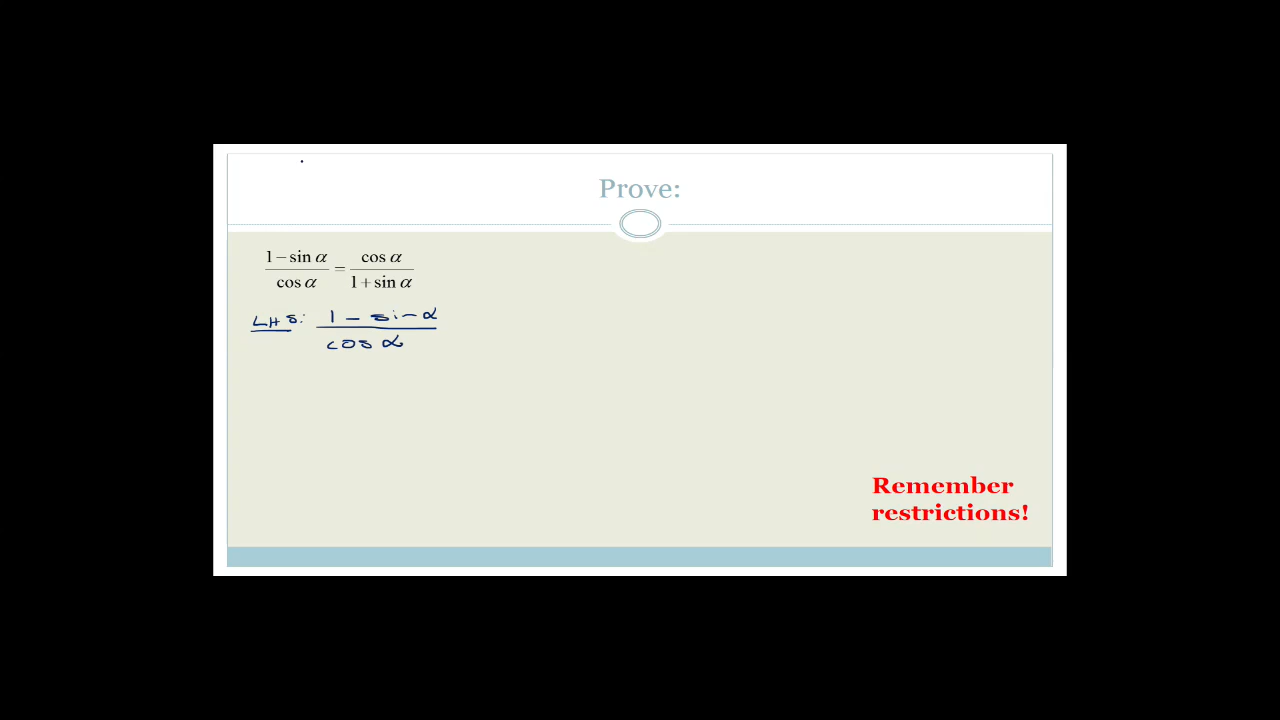 Prove:
1 − sin α / cos α = cos α / 1 + sin α
LHS: 1 − sin α / cos α
Remember
restrictions!